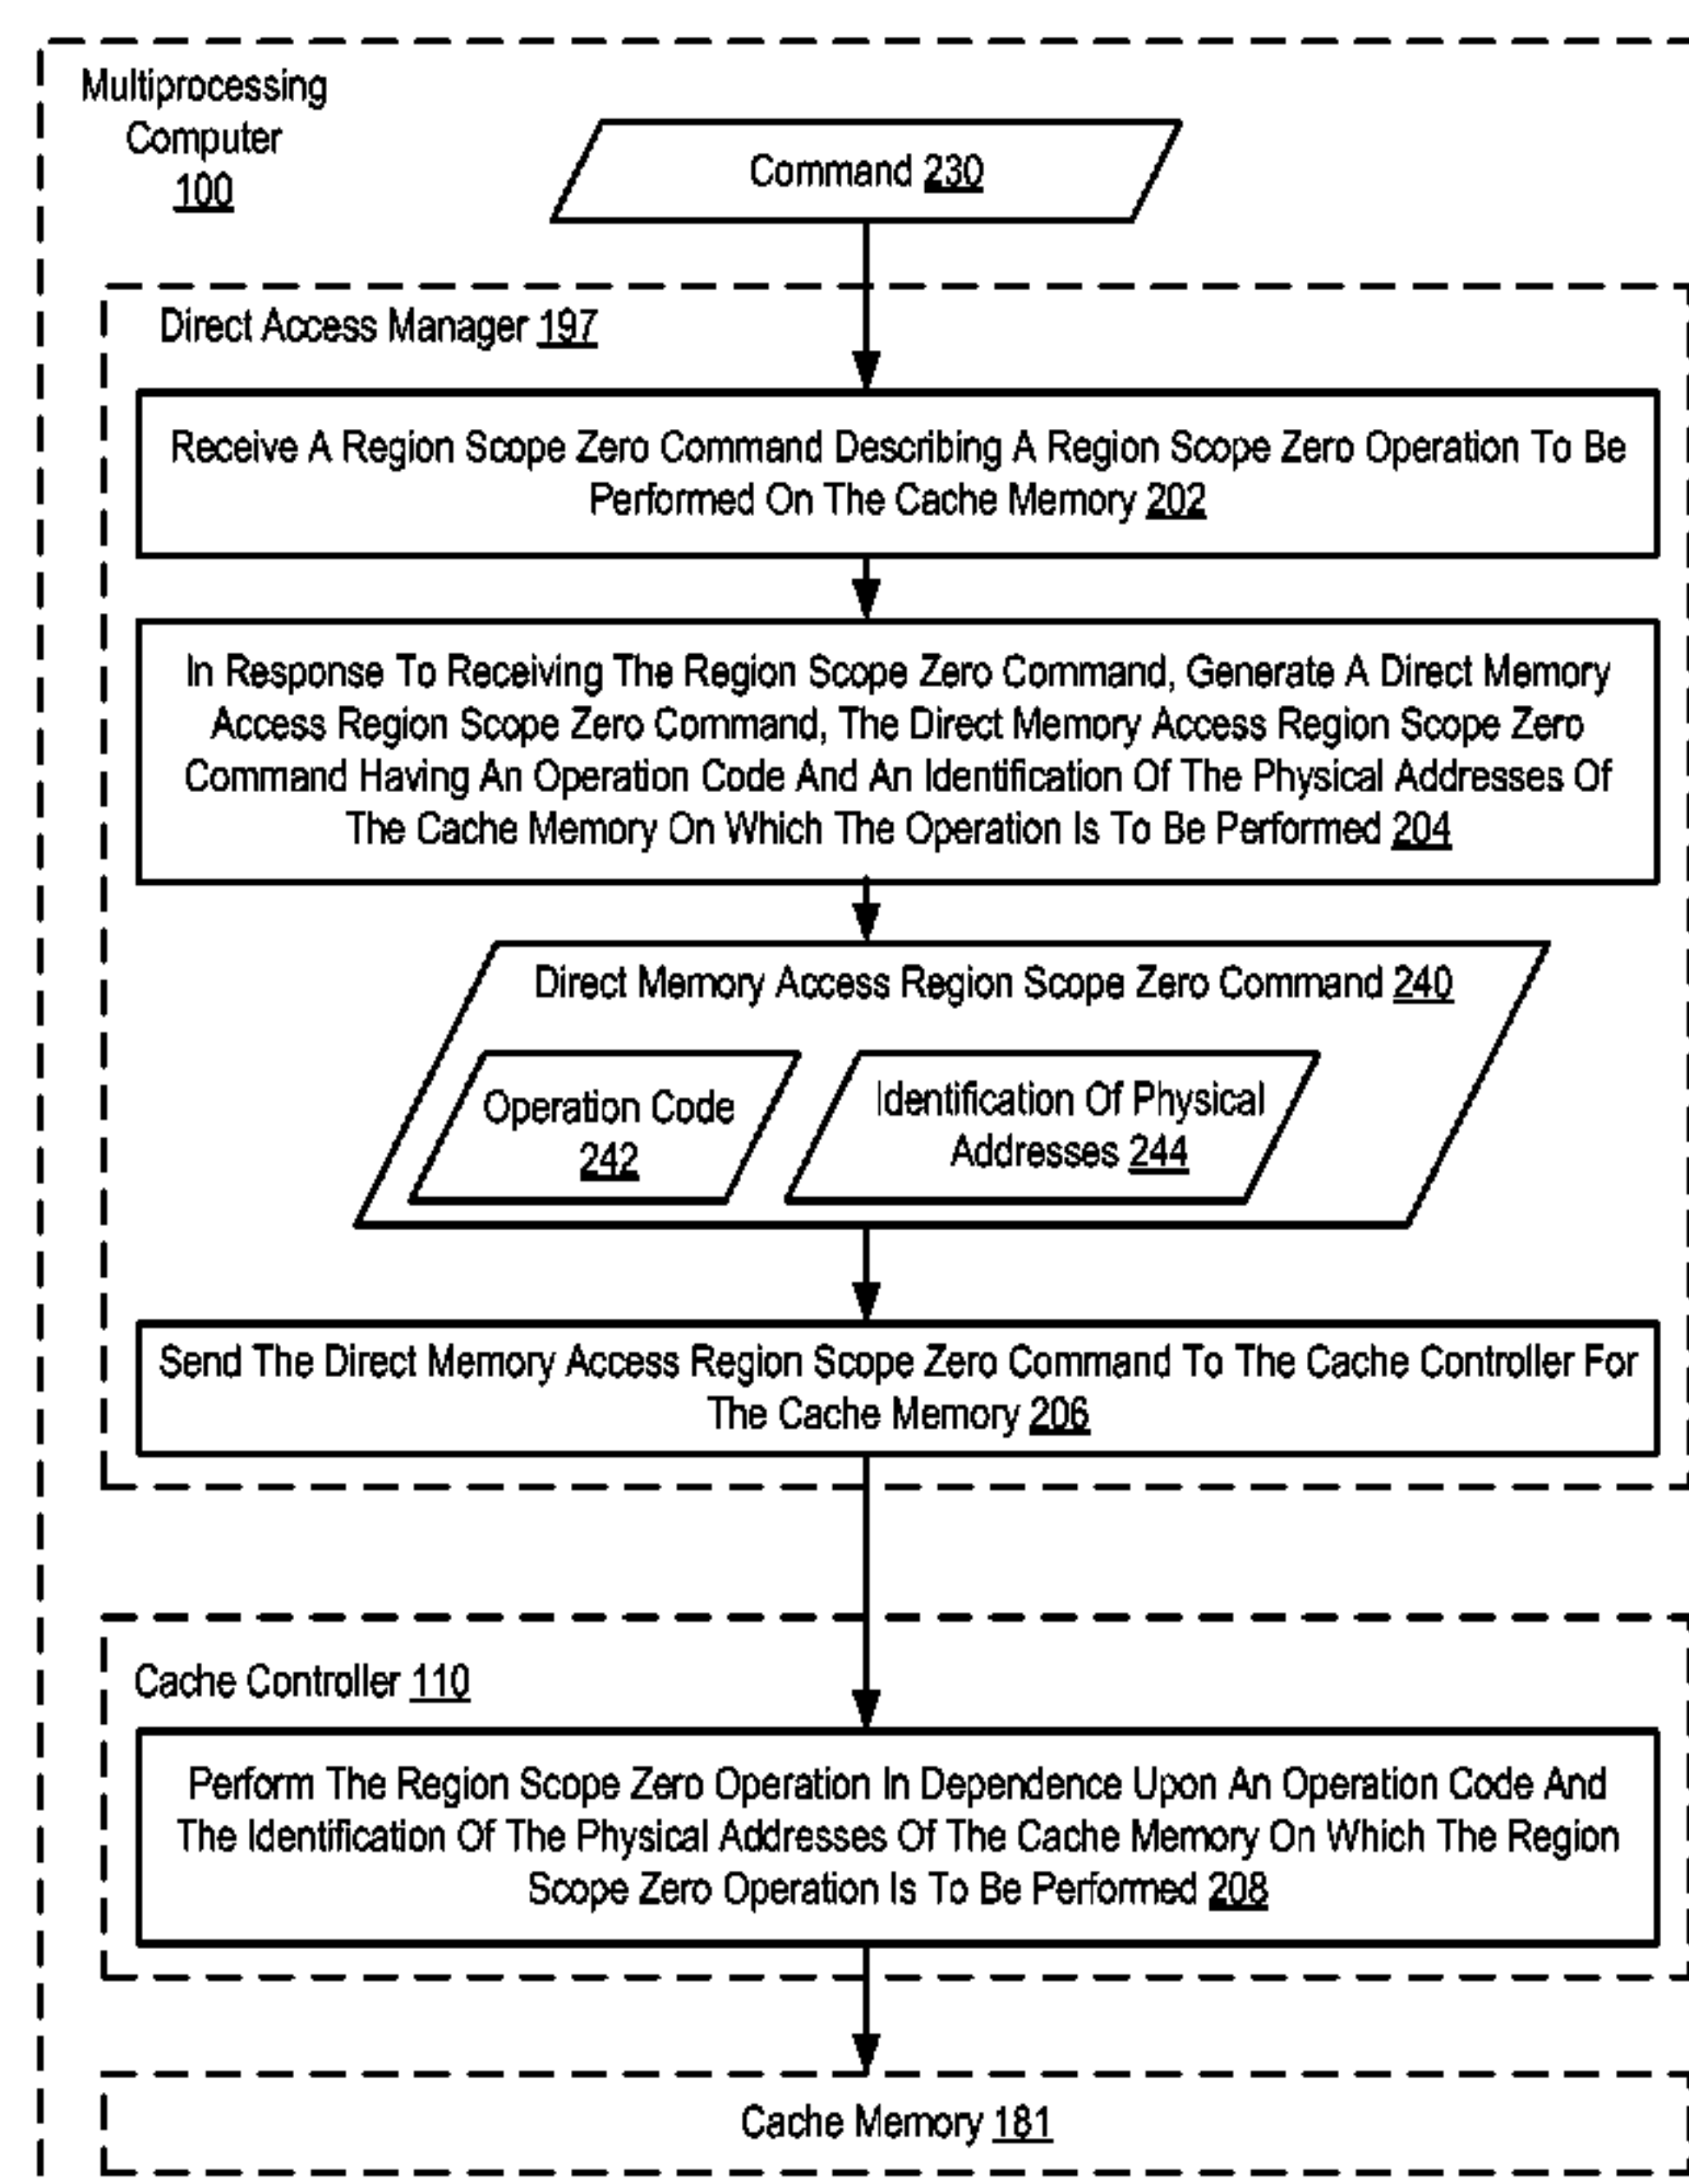 Multiprocessing
Computer
100
Command 230
Direct Access Manager 197
Receive A Region Scope Zero Command Describing A Region Scope Zero Operation To Be
Performed On The Cache Memory 202
In Response To Receiving The Region Scope Zero Command, Generate A Direct Memory
Access Region Scope Zero Command, The Direct Memory Access Region Scope Zero
Command Having An Operation Code And An Identification Of The Physical Addresses Of
The Cache Memory On Which The Operation Is To Be Performed 204
Direct Memory Access Region Scope Zero Command 240
Operation Code
242
Identification Of Physical
Addresses 244
Send The Direct Memory Access Region Scope Zero Command To The Cache Controller For
The Cache Memory 206
Cache Controller 110
Perform The Region Scope Zero Operation In Dependence Upon An Operation Code And
The Identification Of The Physical Addresses Of The Cache Memory On Which The Region
Scope Zero Operation Is To Be Performed 208
Cache Memory 181